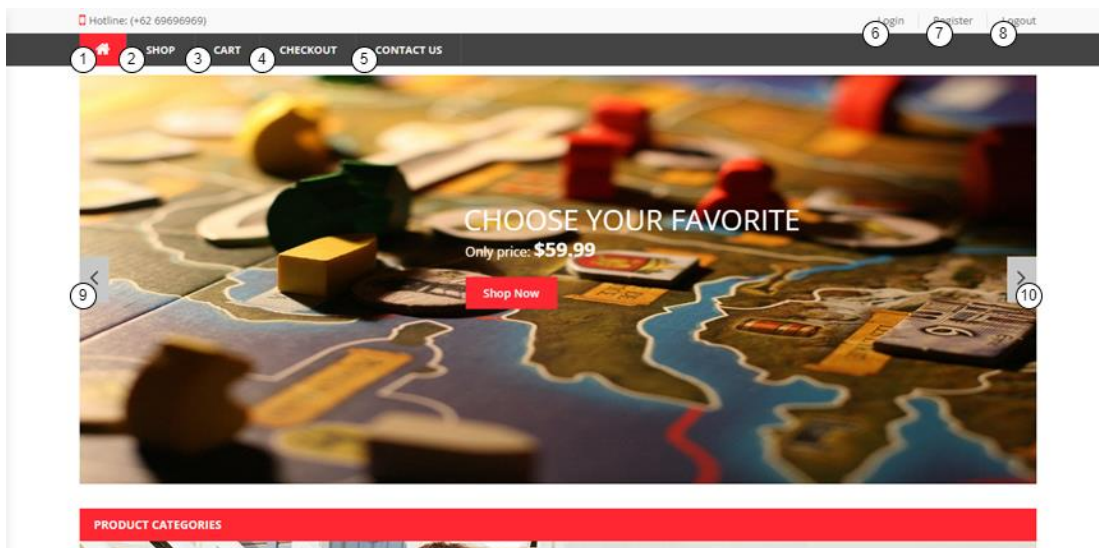 Hotline: (+62 69696969)
Login
Register
Logout
6
7
8
SHOP
CART
CHECKOUT
CONTACT US
1
2
3
4
5
CHOOSE YOUR FAVORITE
Only price: $59.99
Shop Now
9
10
PRODUCT CATEGORIES